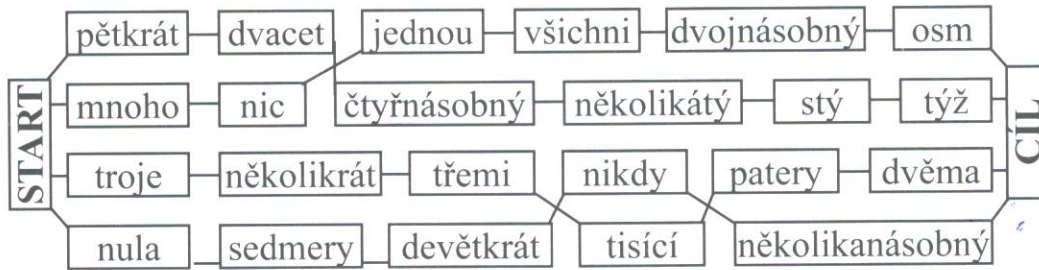 pětkrát dvacet jednou všichni dvojnásobný osm
START mnoho nic čtyřnásobný několikátý stý týž CÍL
troje několikrát třemi nikdy patery dvěma
nula sedmery devětkrát tisící několikanásobný